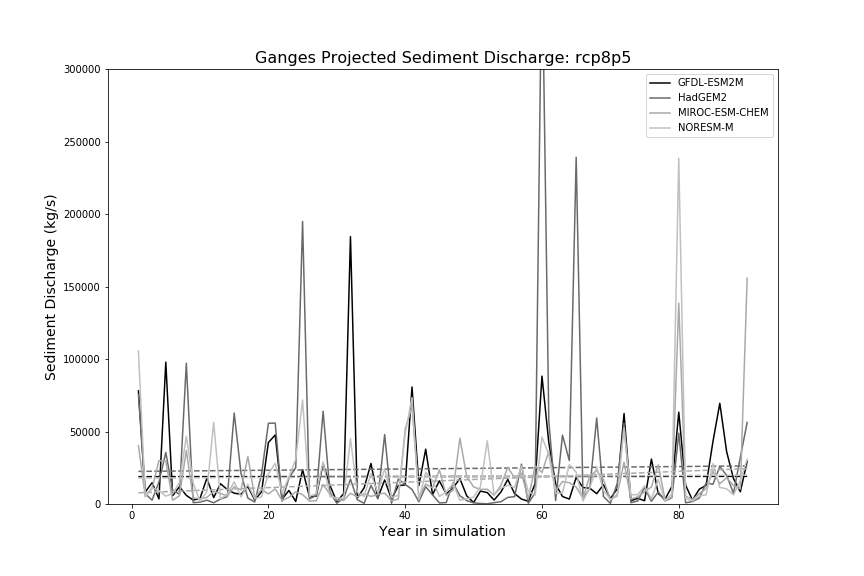 Ganges Projected Sediment Discharge: rcp8p5
300000
250000
200000
150000
100000
50000
0
Sediment Discharge (kg/s)
GFDL-ESM2M
HadGEM2
MIROC-ESM-CHEM
NORESM-M
0 20 40 60 80
Year in simulation